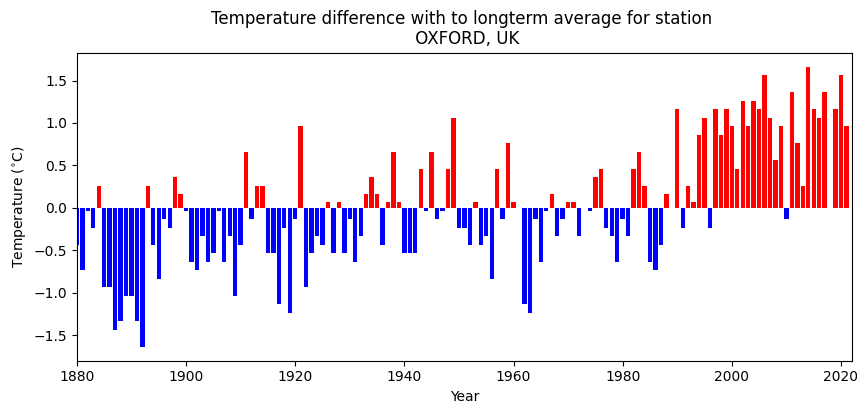 Temperature difference with to longterm average for station
OXFORD, UK
Temperature (°C)
1.5
1.0
0.5
0.0
−0.5
−1.0
−1.5
1880 1900 1920 1940 1960 1980 2000 2020
Year